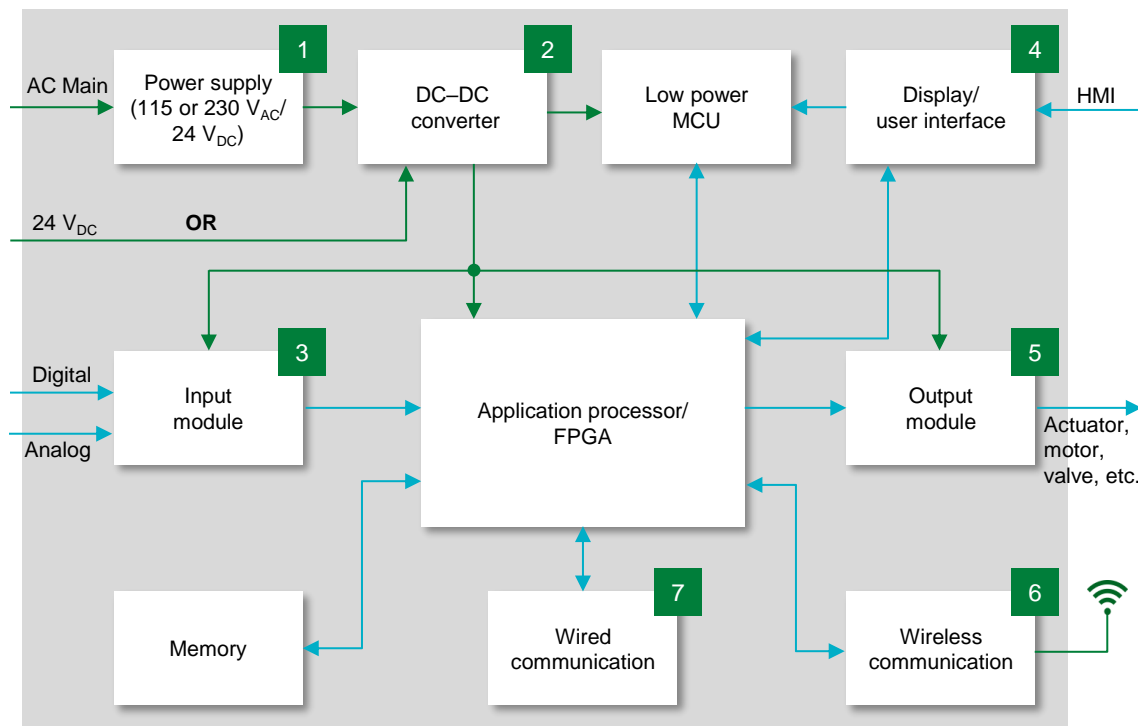 1
2
4
AC Main
Power supply
(115 or 230 VAC/
24 VDC)
DC–DC
converter
Low power
MCU
Display/
user interface
HMI
24 VDC
OR
3
5
Digital
Analog
Input
module
Application processor/
FPGA
Output
module
Actuator,
motor,
valve, etc.
7
6
Memory
Wired
communication
Wireless
communication